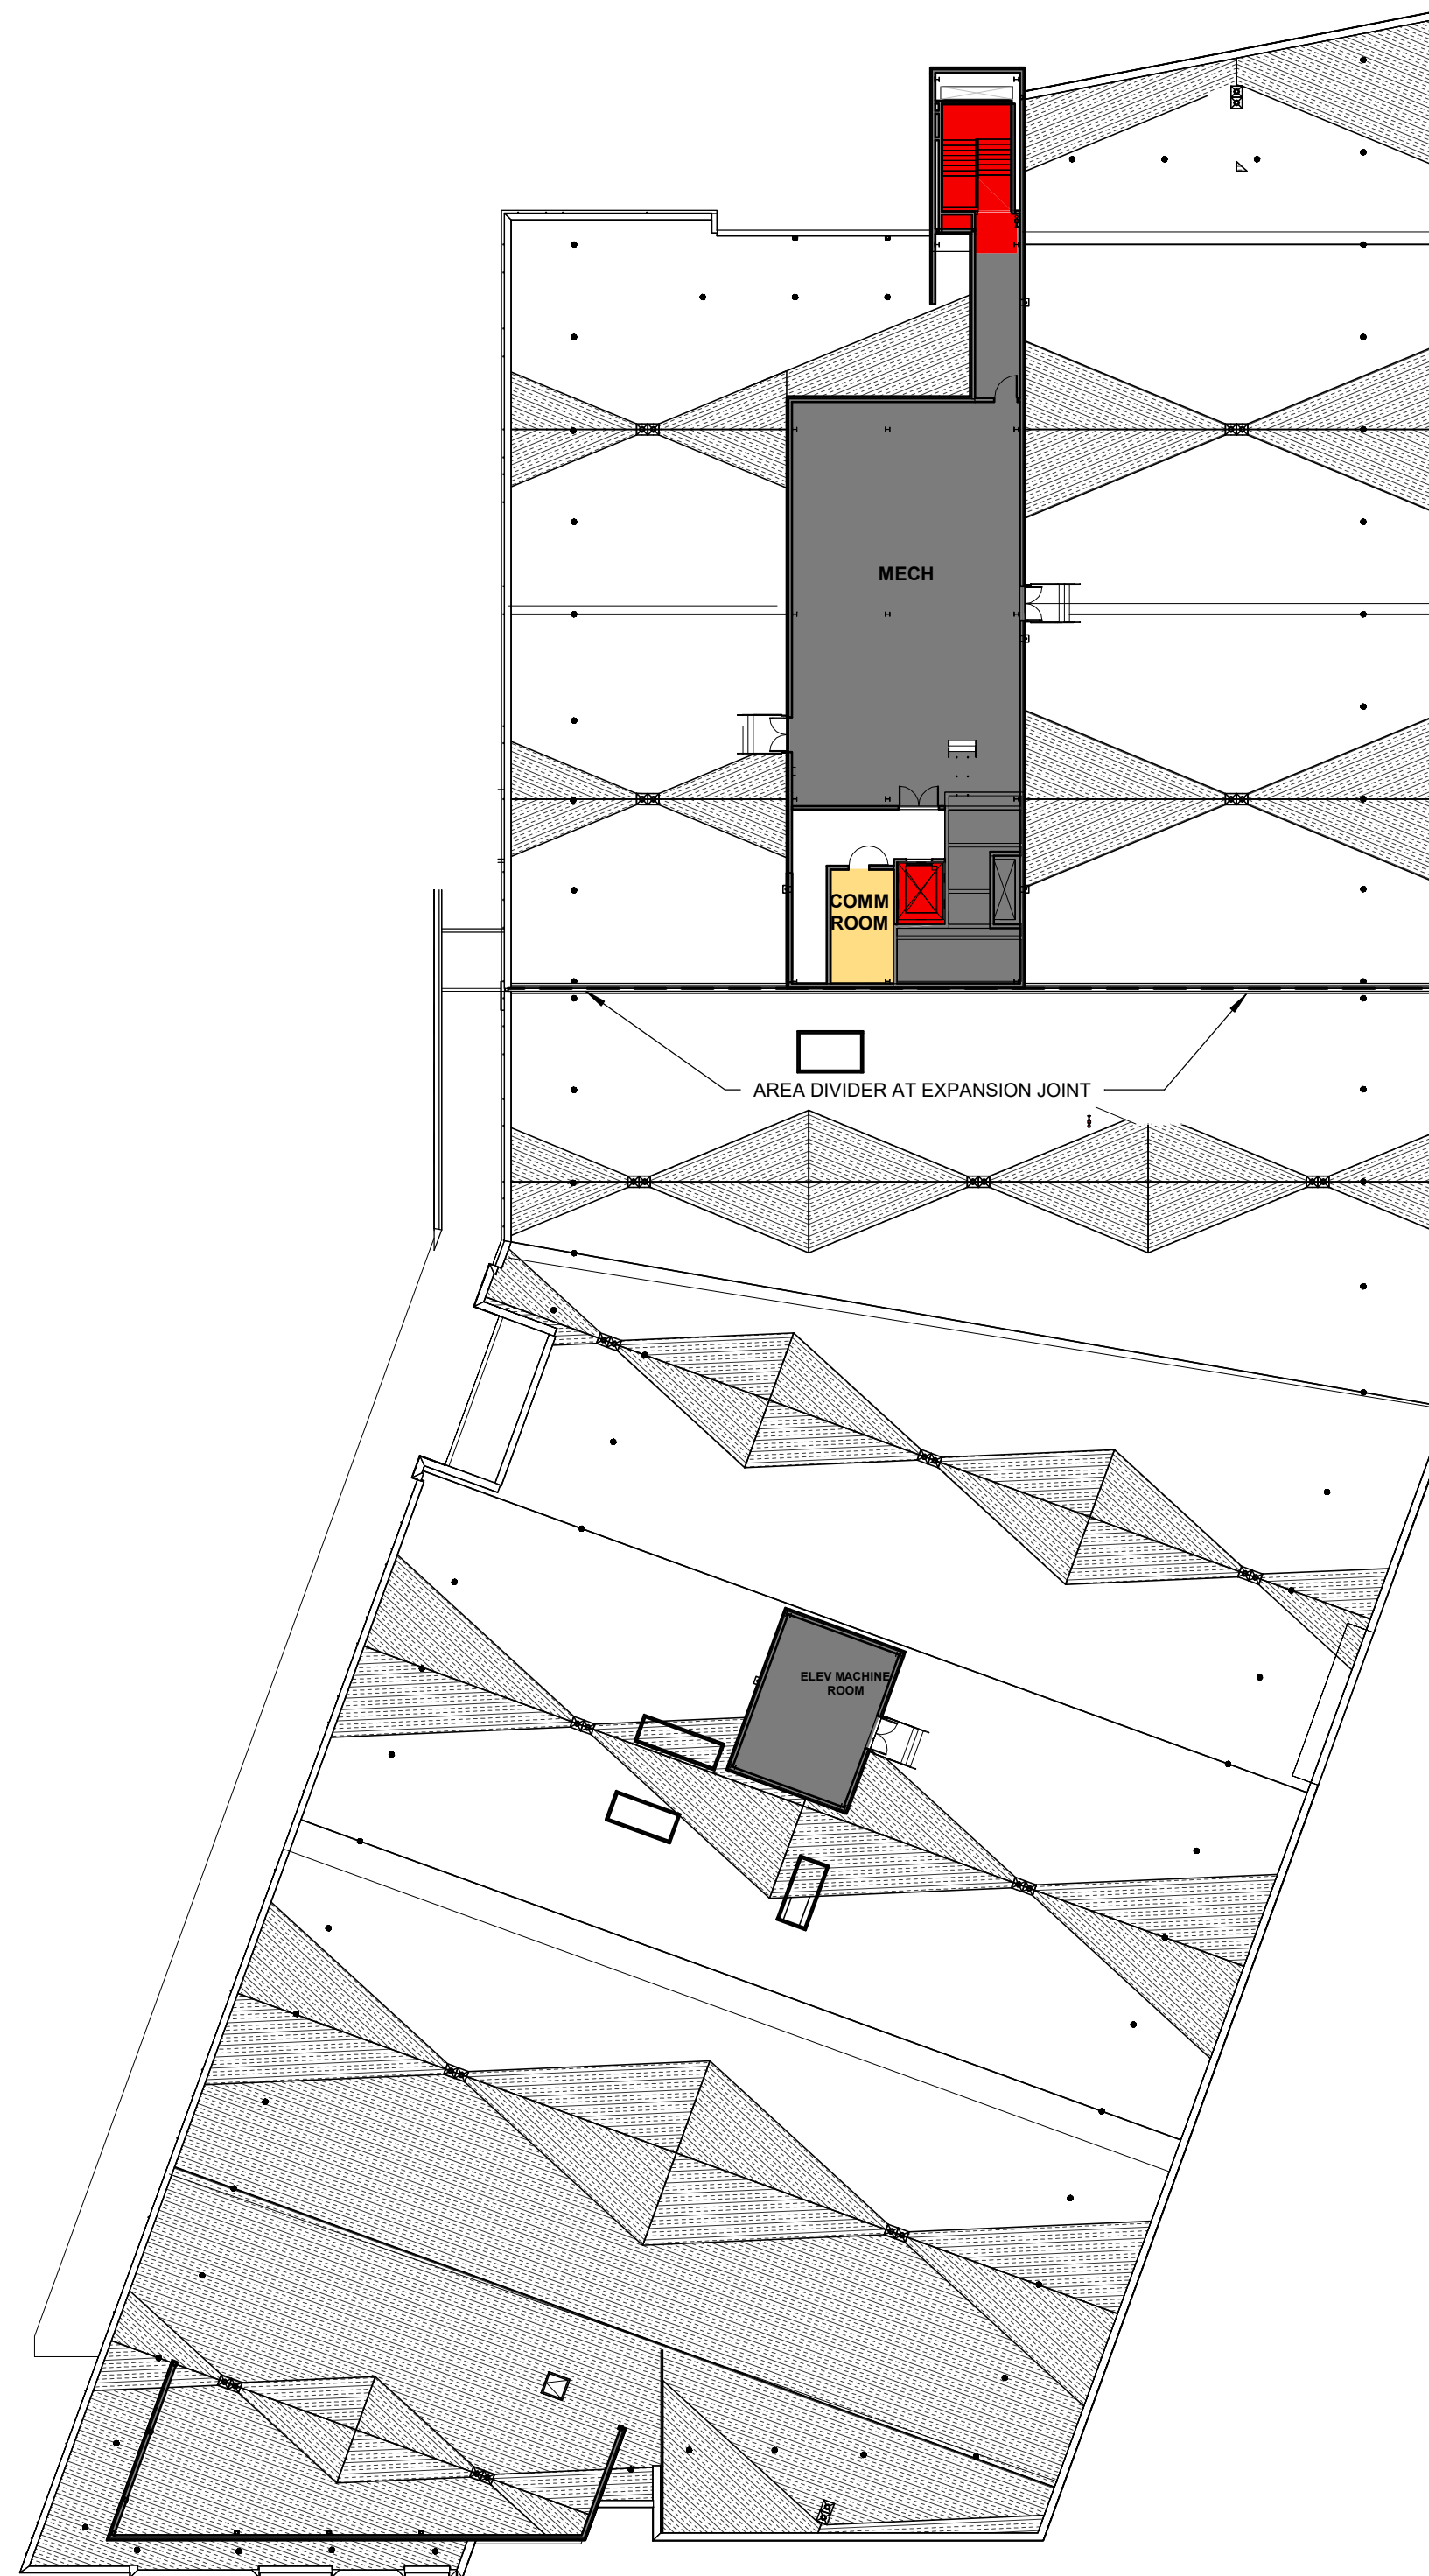 MECH
COMM
ROOM
AREA DIVIDER AT EXPANSION JOINT
ELEV MACHINE
ROOM